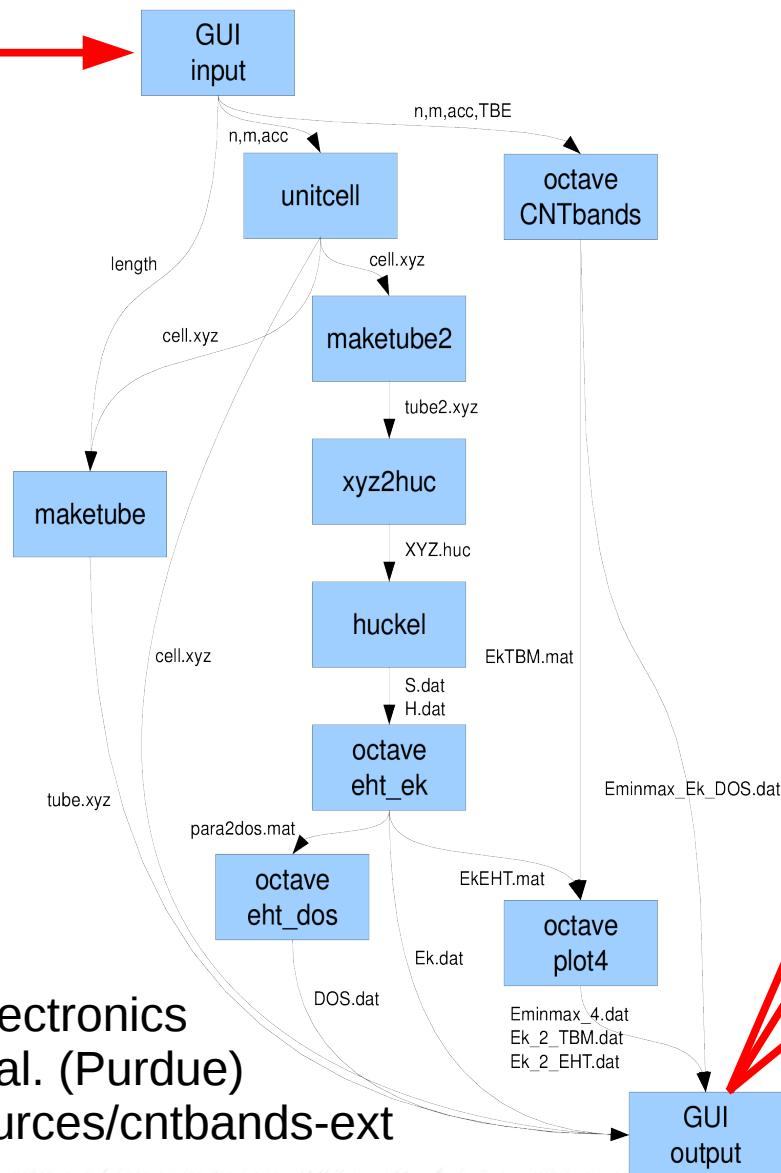 GUI
input
n,m,acc,TBE
n,m,acc
unitcell
octave
CNTbands
length
cell.xyz
cell.xyz
maketube2
tube2.xyz
maketube
xyz2huc
XYZ.huc
huckel
cell.xyz
EkTBM.mat
S.dat
H.dat
octave
eht_ek
Eminmax_Ek_DOS.dat
tube.xyz
para2dos.mat
octave
eht_dos
EkEHT.mat
octave
plot4
Ek.dat
DOS.dat
Eminmax_4.dat
Ek_2_TBM.dat
Ek_2_EHT.dat
ectronics
al. (Purdue)
urces/cntbands-ext
GUI
output